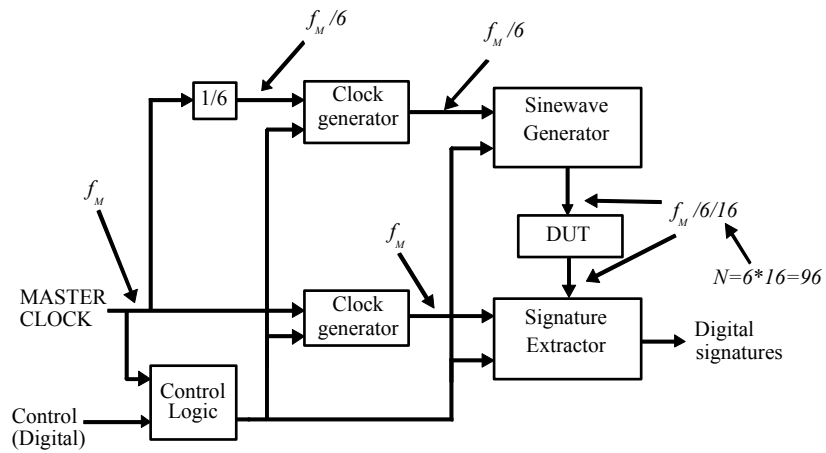 f_M /6
f_M /6
1/6
Clock
generator
Sinewave
Generator
f_M
f_M
DUT
f_M /6/16
N=6*16=96
MASTER
CLOCK
Clock
generator
Signature
Extractor
Digital
signatures
Control
Logic
Control
(Digital)